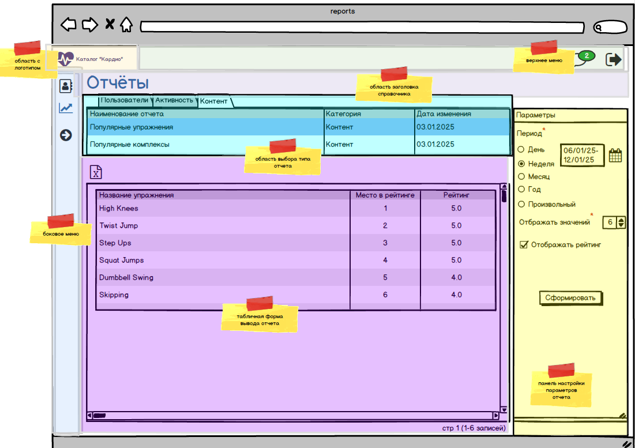 reports
область с
логотипом
Каталог "Кардио"
верхнее меню
2
Отчёты
область заголовка
справочника
Пользователи
Активность
Контент
Наименование отчета Категория Дата изменения
Популярные упражнения Контент 03.01.2025
Популярные комплексы Контент 03.01.2025
область выбора типа
отчета
X
Название упражнения Место в рейтинге Рейтинг
High Knees 1 5.0
Twist Jump 2 5.0
Step Ups 3 5.0
Squat Jumps 4 5.0
Dumbbell Swing 5 4.0
Skipping 6 4.0
боковое меню
табличная форма
вывода отчета
стр 1 (1-6 записей)
Параметры
Период*
День
Неделя
Месяц
Год
Произвольный
06/01/25-
12/01/25
Отбражать значений* 6
Отображать рейтинг
Сформировать
панель настройки
параметров
отчета